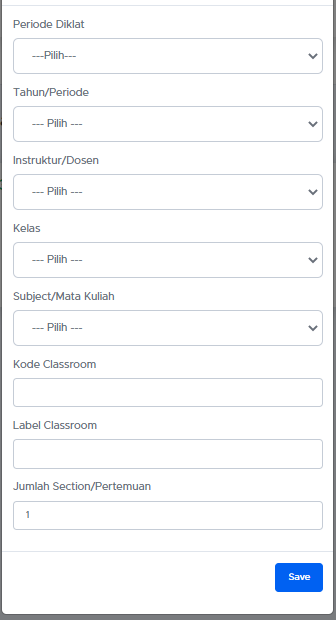 Periode Diklat
---Pilih---
Tahun/Periode
--- Pilih ---
Instruktur/Dosen
--- Pilih ---
Kelas
--- Pilih ---
Subject/Mata Kuliah
--- Pilih ---
Kode Classroom
Label Classroom
Jumlah Section/Pertemuan
1
Save